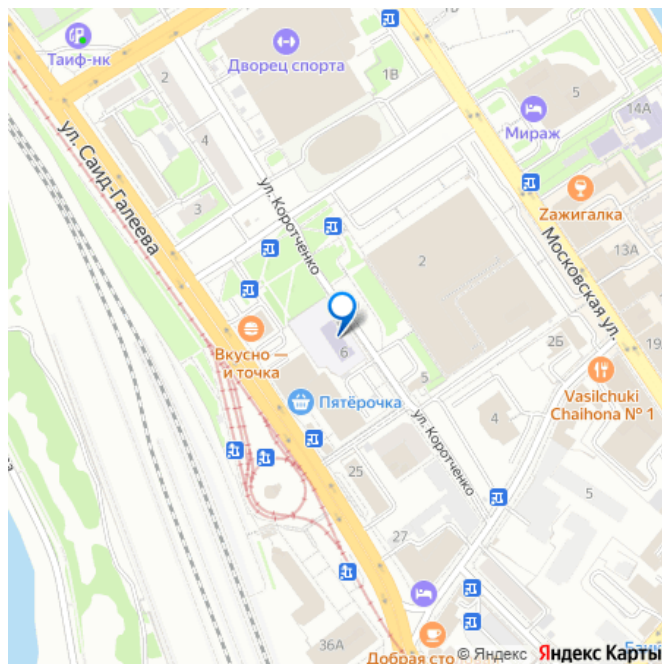 1В
Таиф-нк
2
Дворец спорта
1В
5
14А
4
Мираж
ул. Саид-Галеева
3
ул. Коротченко
Zажигалка
2
Московская ул.
13А
Вкусно —
и точка
6
2Б
19
5
Vasilchuki
Chaihona № 1
Пятёрочка
ул. Коротченко
4
25
5
27
36А
Добрая сто
© Яндекс
Яндекс Карты